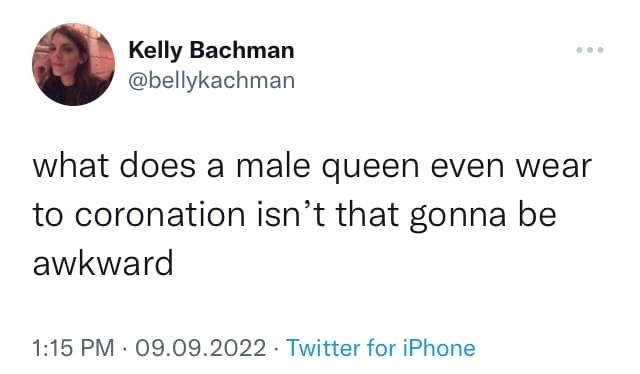 Kelly Bachman
@bellykachman
what does a male queen even wear
to coronation isn’t that gonna be
awkward
1:15 PM · 09.09.2022 · Twitter for iPhone